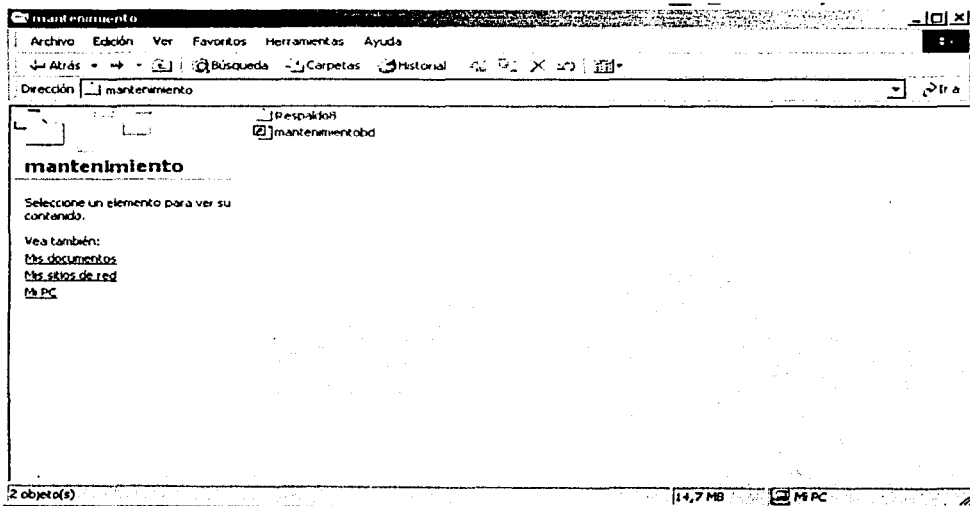 mantenimiento
Archivo Edición Ver Favoritos Herramientas Ayuda
Atrás Búsqueda Carpetas Historial
Dirección mantenimiento Ir a
Respaldo8
mantenimientobd
mantenimiento
Seleccione un elemento para ver su
contenido.
Vea también:
Mis documentos
Mis sitios de red
Mi PC
2 objeto(s) 14,7 MB Mi PC